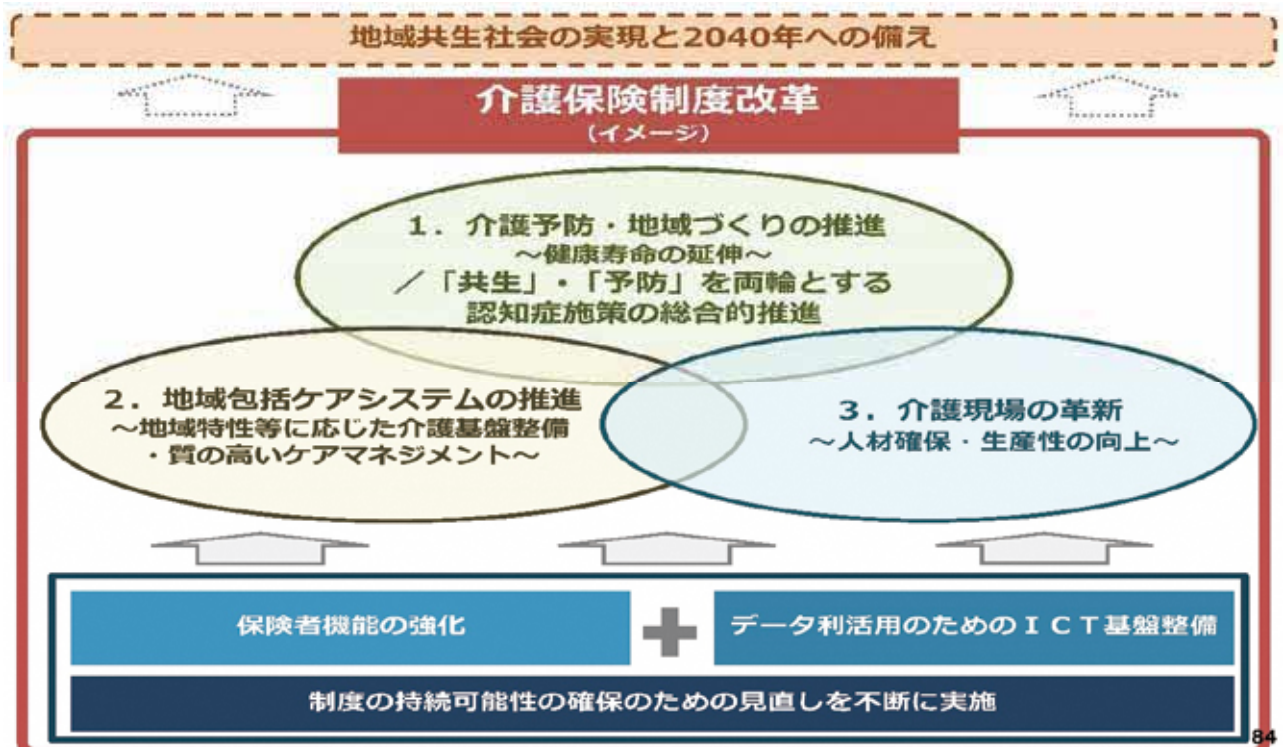 地域共生社会の実現と2040年への備え
介護保険制度改革
(イメージ)
1．介護予防・地域づくりの推進
～健康寿命の延伸～
／「共生」・「予防」を両輪とする
認知症施策の総合的推進
2．地域包括ケアシステムの推進
～地域特性等に応じた介護基盤整備
・質の高いケアマネジメント～
3．介護現場の革新
～人材確保・生産性の向上～
保険者機能の強化
データ利活用のためのＩＣＴ基盤整備
制度の持続可能性の確保のための見直しを不断に実施
84